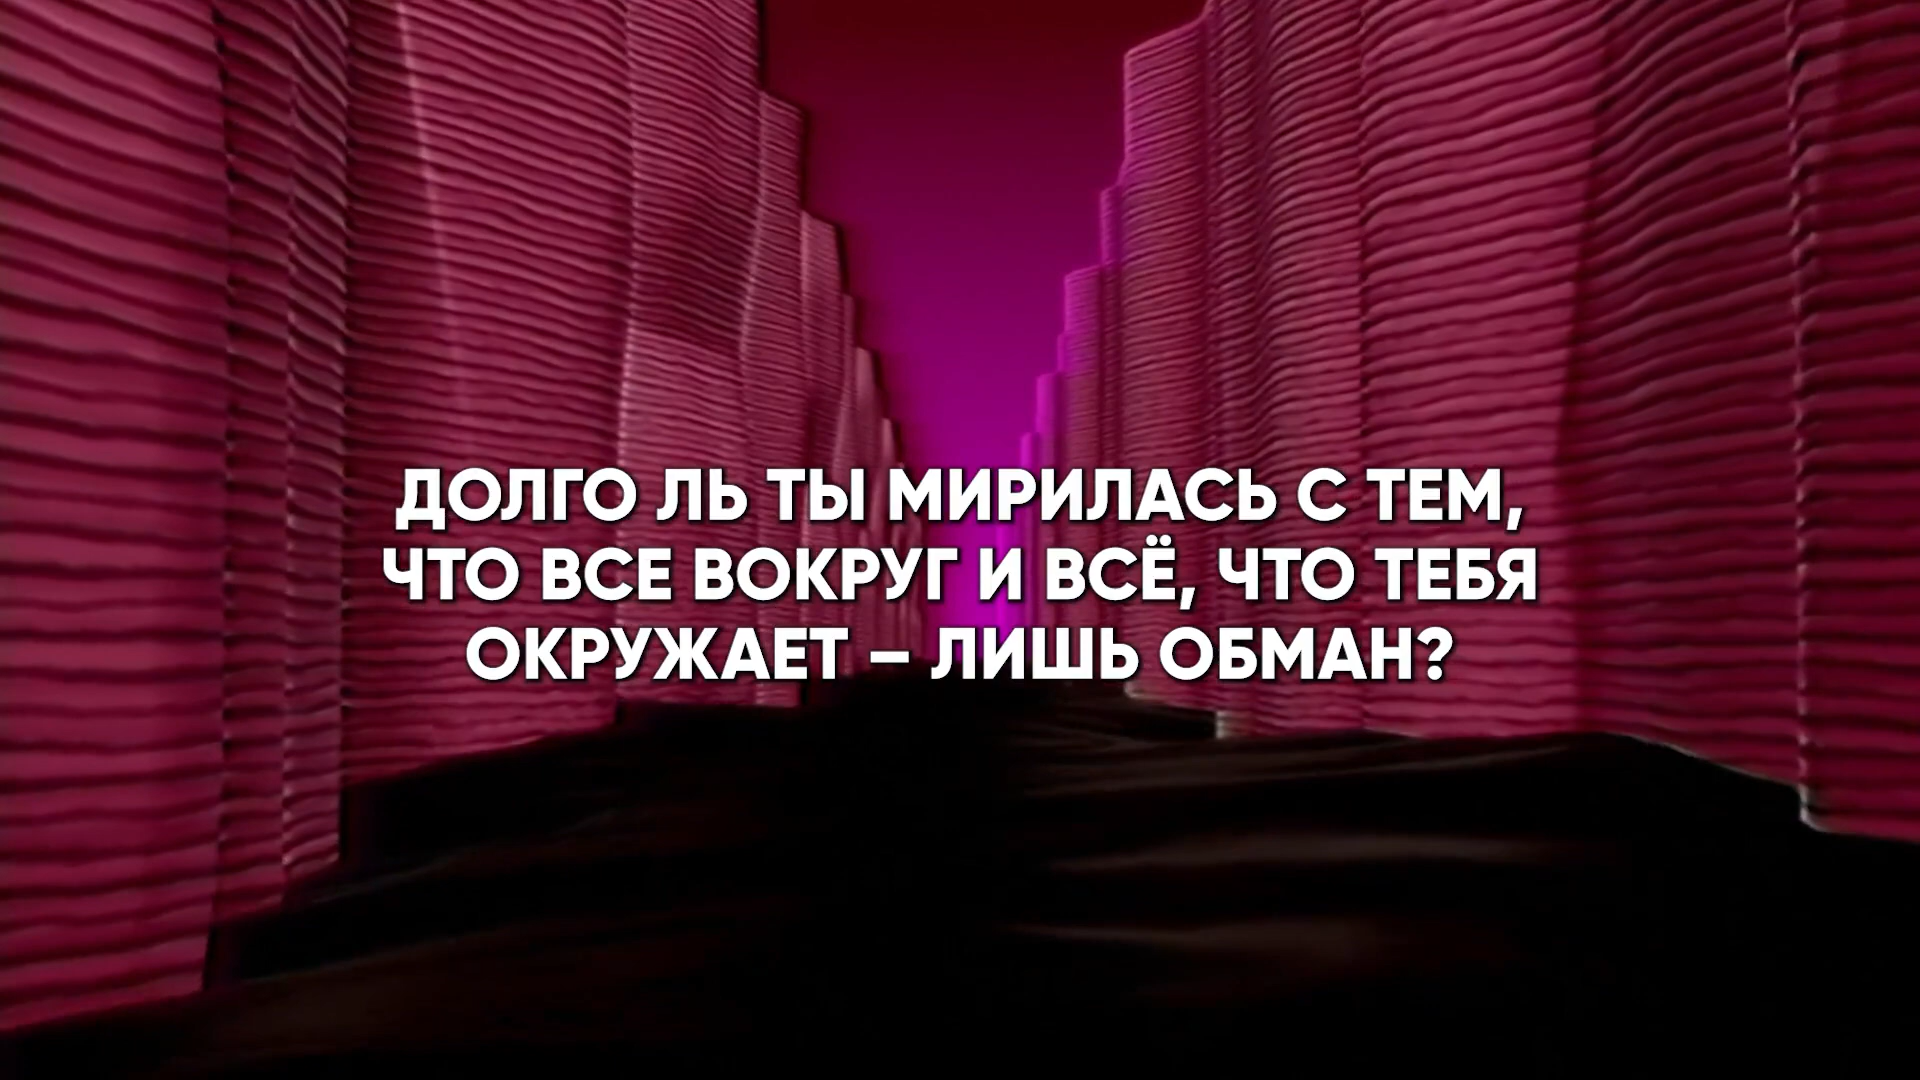 ДОЛГО ЛЬ ТЫ МИРИЛАСЬ С ТЕМ,
ЧТО ВСЕ ВОКРУГ И ВСЁ, ЧТО ТЕБЯ
ОКРУЖАЕТ – ЛИШЬ ОБМАН?